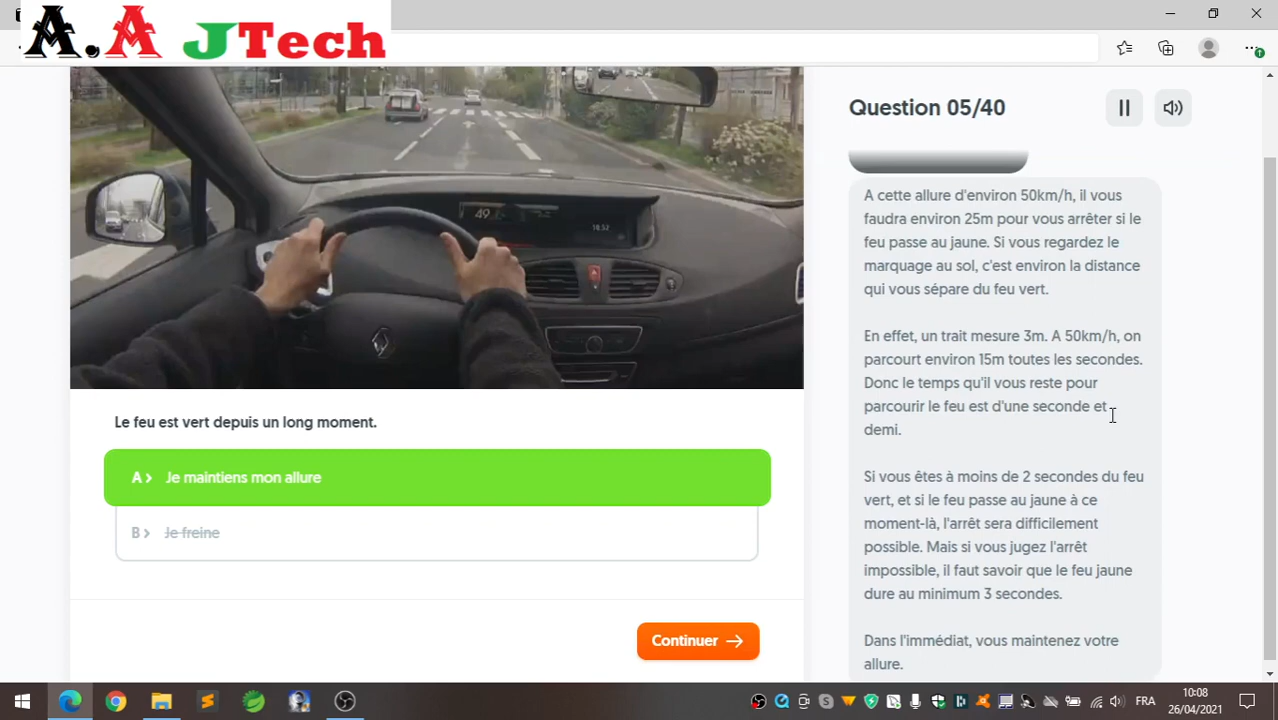 A.A JTech
Question 05/40
A cette allure d'environ 50km/h, il vous
faudra environ 25m pour vous arrêter si le
feu passe au jaune. Si vous regardez le
marquage au sol, c'est environ la distance
qui vous sépare du feu vert.
En effet, un trait mesure 3m. A 50km/h, on
parcourt environ 15m toutes les secondes.
Donc le temps qu'il vous reste pour
parcourir le feu est d'une seconde et
demi.
Si vous êtes à moins de 2 secondes du feu
vert, et si le feu passe au jaune à ce
moment-là, l'arrêt sera difficilement
possible. Mais si vous jugez l'arrêt
impossible, il faut savoir que le feu jaune
dure au minimum 3 secondes.
Dans l'immédiat, vous maintenez votre
allure.
49
18:52
Le feu est vert depuis un long moment.
A > Je maintiens mon allure
B > Je freine
Continuer →
FRA
10:08
26/04/2021